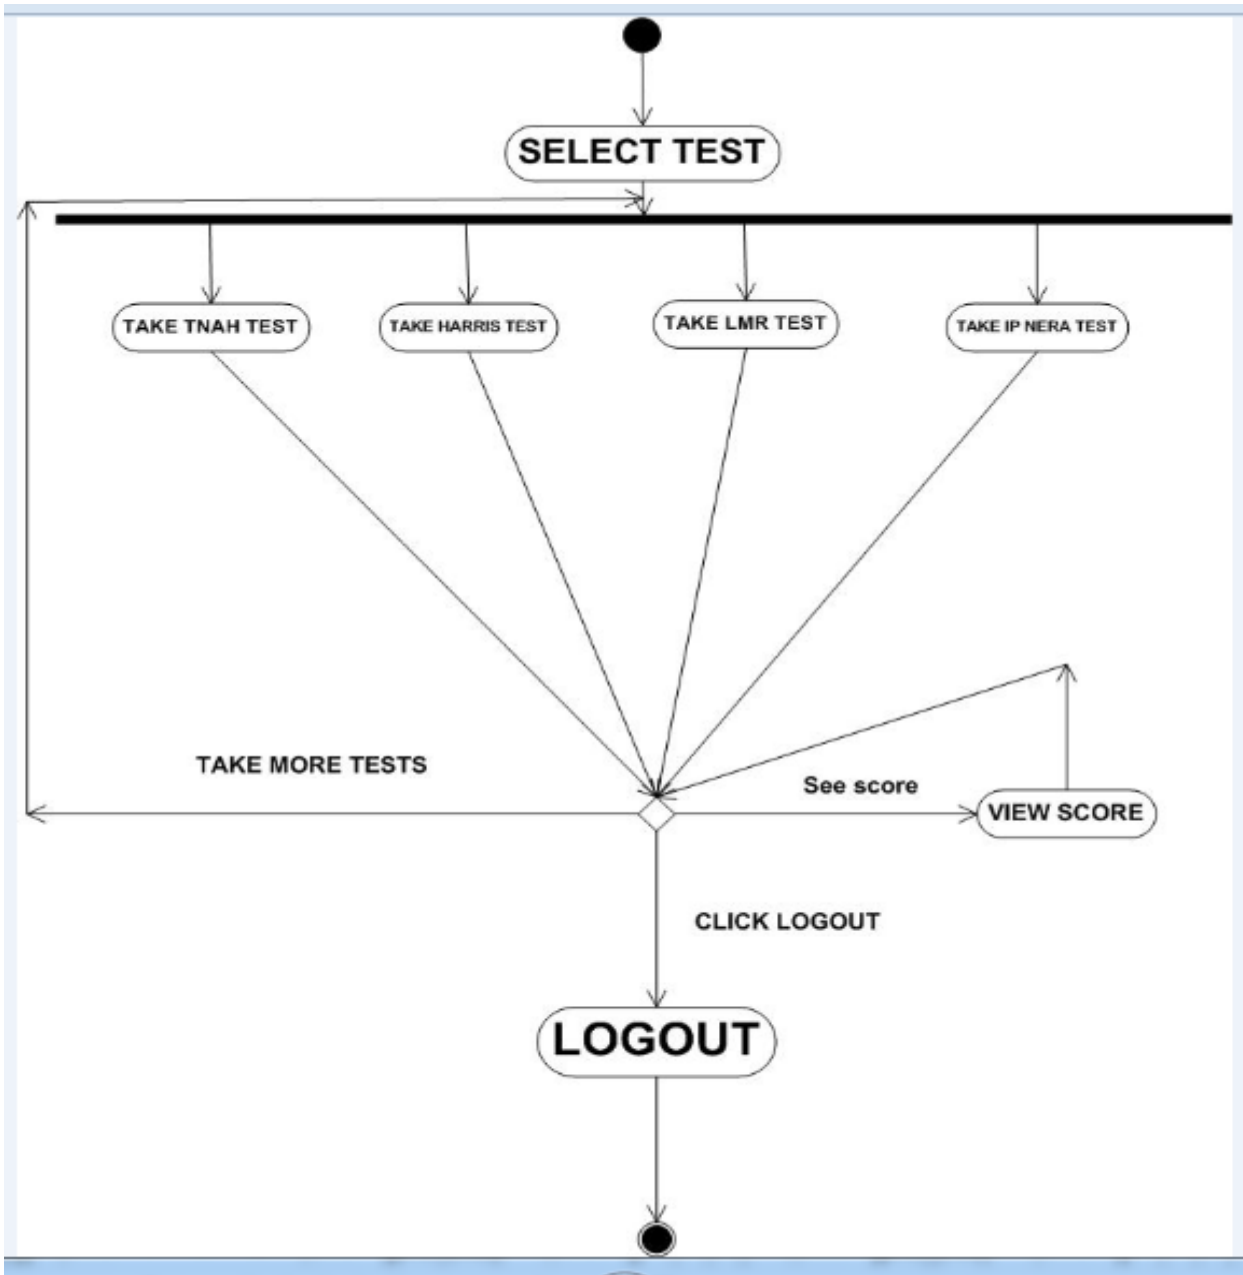 SELECT TEST
TAKE TNAH TEST
TAKE HARRIS TEST
TAKE LMR TEST
TAKE IP NERA TEST
TAKE MORE TESTS
See score
VIEW SCORE
CLICK LOGOUT
LOGOUT